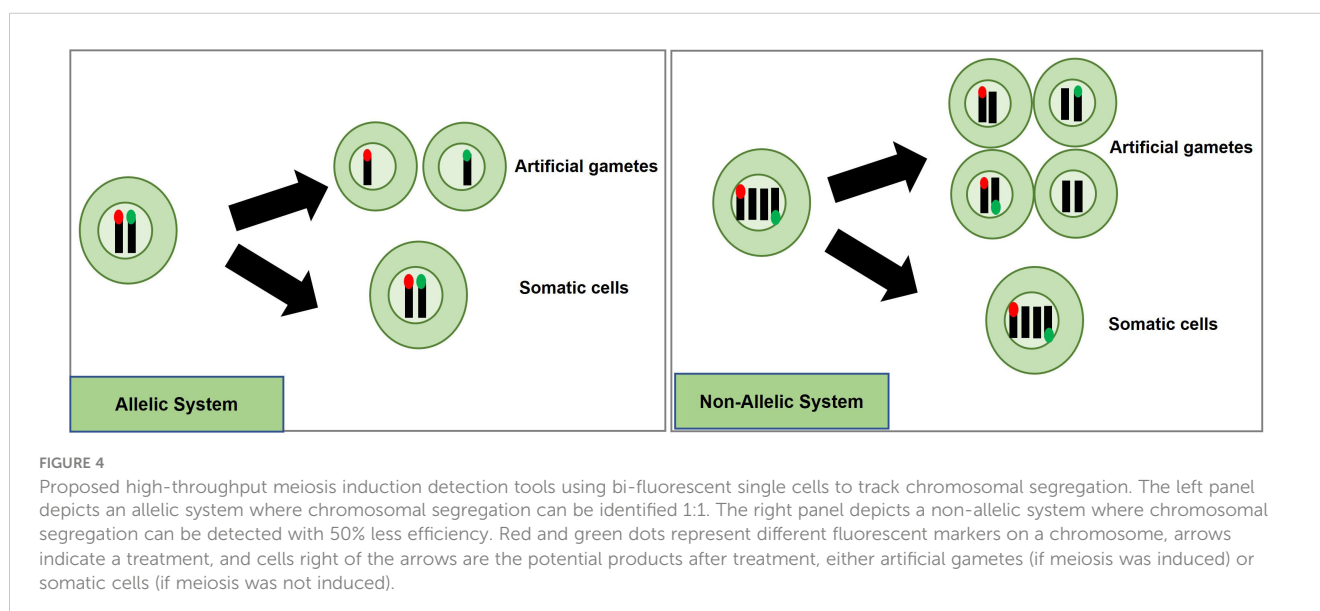 Artificial gametes
Somatic cells
Allelic System
Artificial gametes
Somatic cells
Non-Allelic System
FIGURE 4
Proposed high-throughput meiosis induction detection tools using bi-fluorescent single cells to track chromosomal segregation. The left panel
depicts an allelic system where chromosomal segregation can be identified 1:1. The right panel depicts a non-allelic system where chromosomal
segregation can be detected with 50% less efficiency. Red and green dots represent different fluorescent markers on a chromosome, arrows
indicate a treatment, and cells right of the arrows are the potential products after treatment, either artificial gametes (if meiosis was induced) or
somatic cells (if meiosis was not induced).